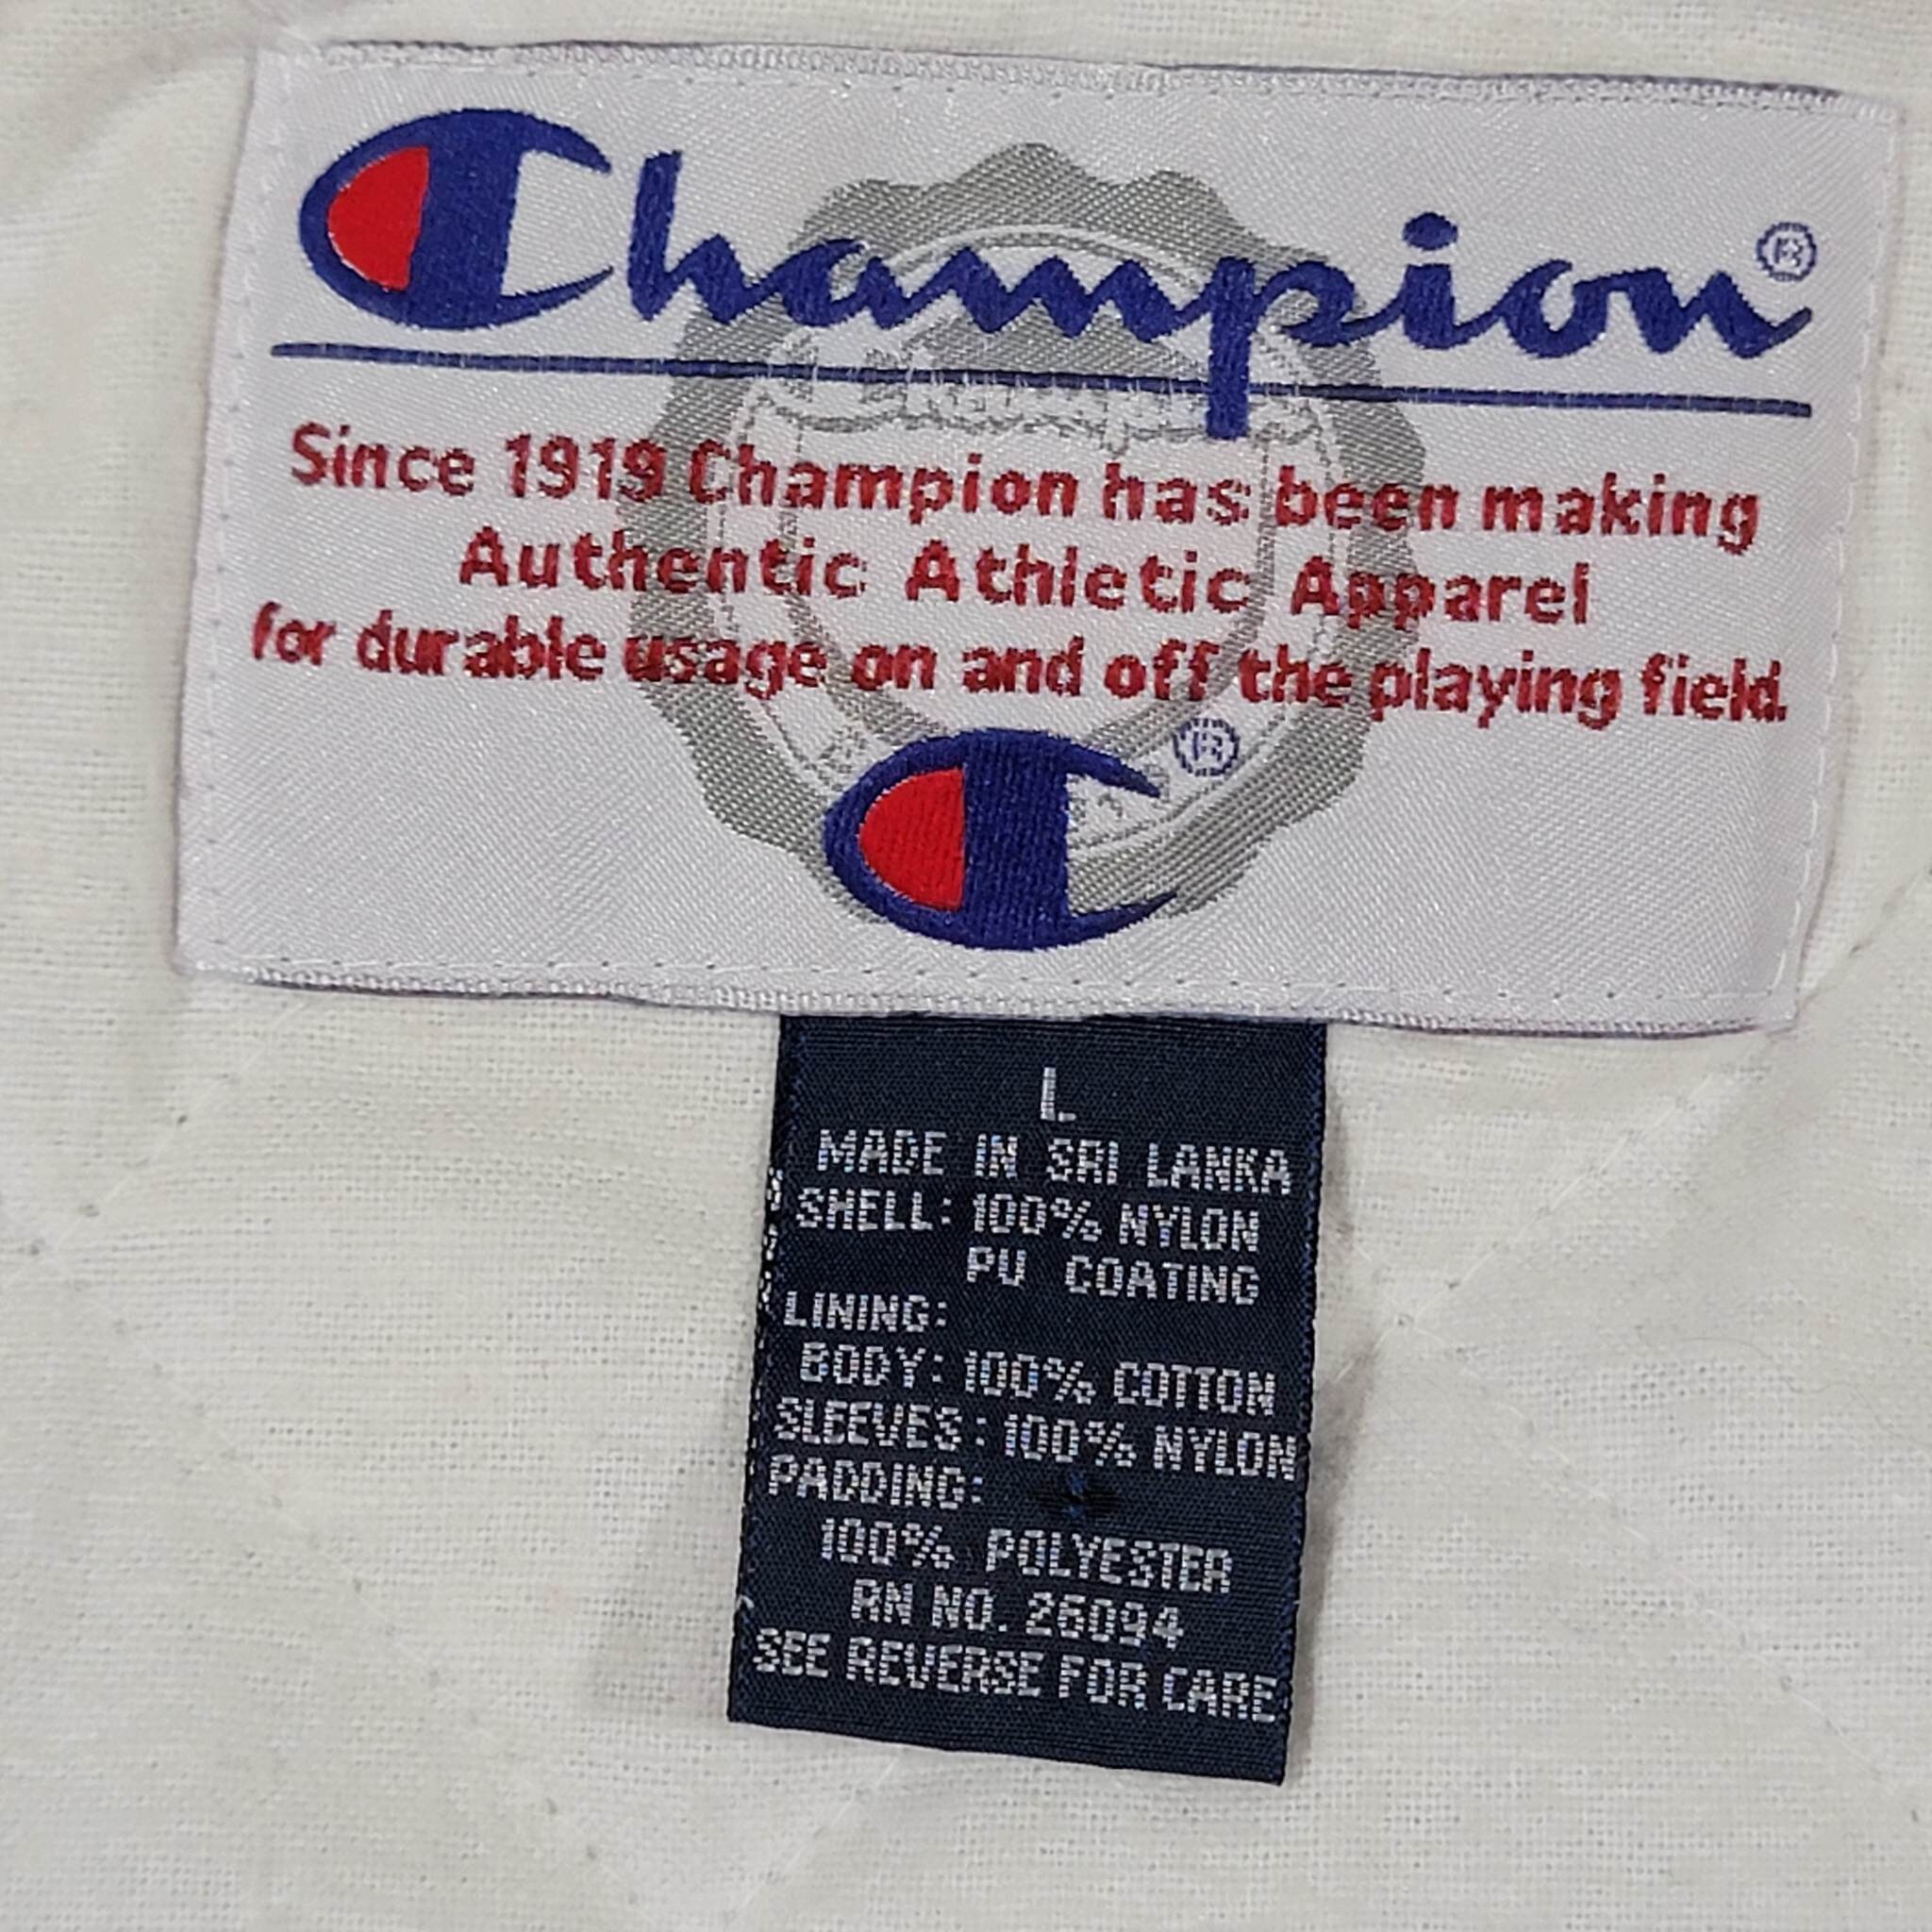 Champion®
Since 1919 Champion has been making
Authentic Athletic Apparel
for durable usage on and off the playing field.
®
L
MADE IN SRI LANKA
SHELL: 100% NYLON
PU COATING
LINING:
BODY: 100% COTTON
SLEEVES: 100% NYLON
PADDING:
100% POLYESTER
RN NO. 26094
SEE REVERSE FOR CARE